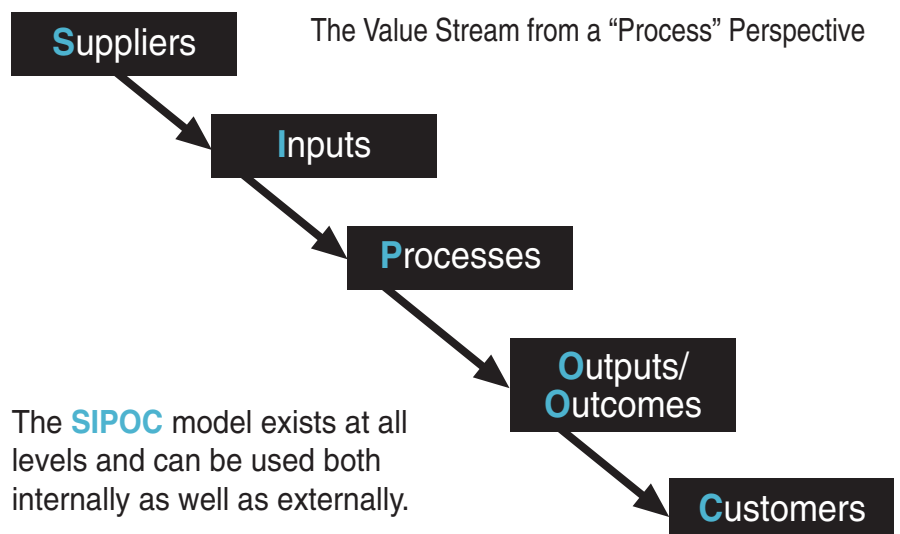 Suppliers
The Value Stream from a “Process” Perspective
Inputs
Processes
Outputs/
Outcomes
The SIPOC model exists at all
levels and can be used both
internally as well as externally.
Customers